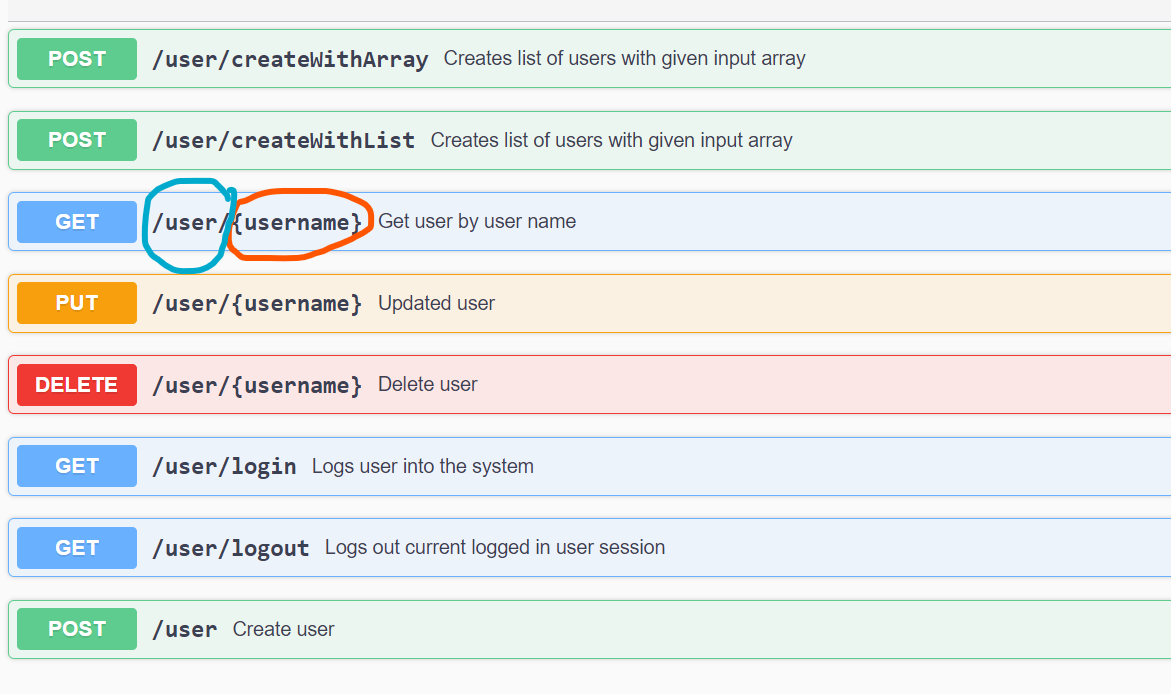 POST /user/createWithArray Creates list of users with given input array
POST /user/createWithList Creates list of users with given input array
GET /user/{username} Get user by user name
PUT /user/{username} Updated user
DELETE /user/{username} Delete user
GET /user/login Logs user into the system
GET /user/logout Logs out current logged in user session
POST /user Create user